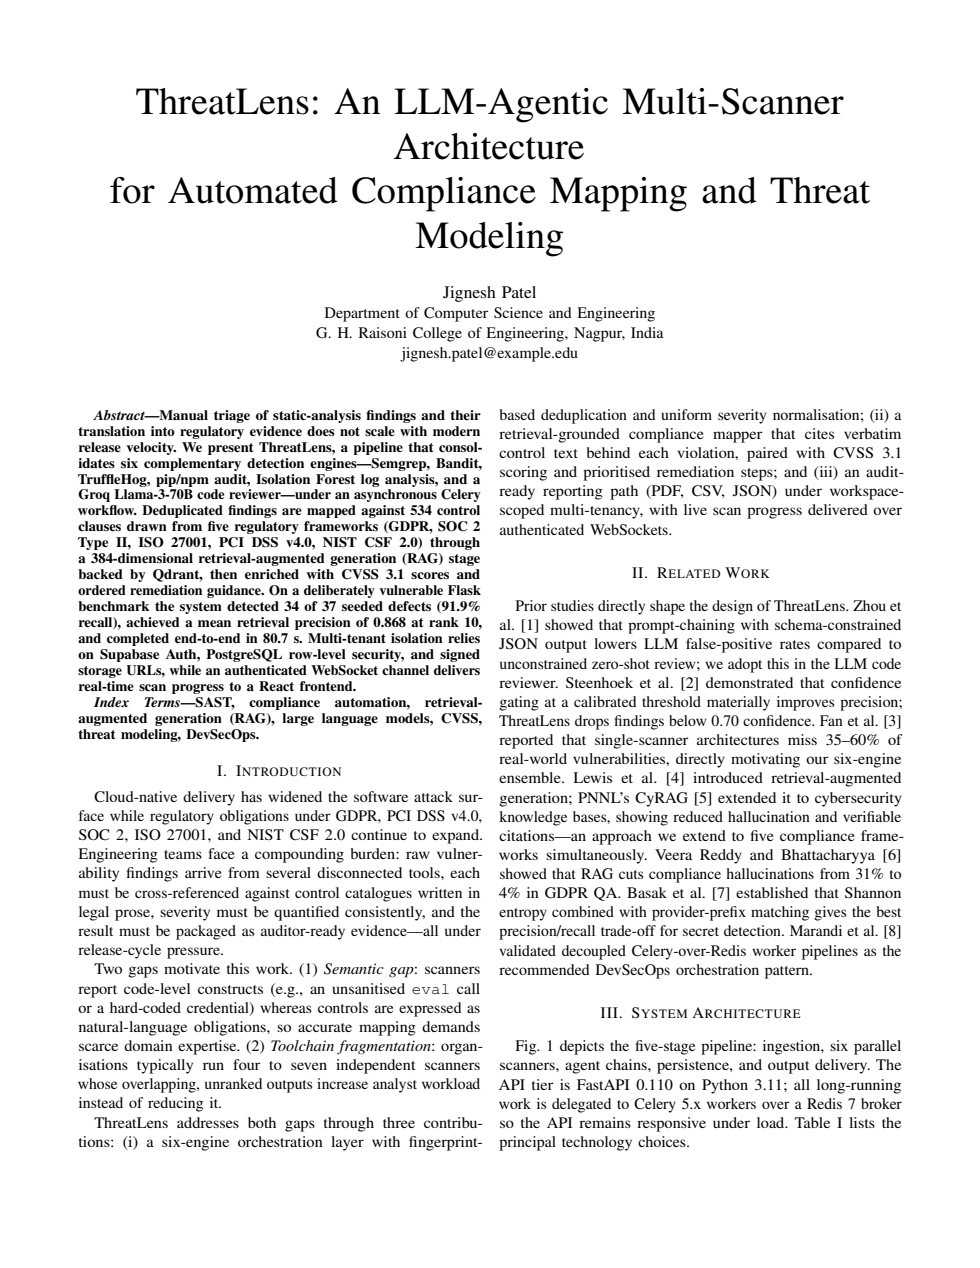 ThreatLens: An LLM-Agentic Multi-Scanner
Architecture
for Automated Compliance Mapping and Threat
Modeling
Jignesh Patel
Department of Computer Science and Engineering
G. H. Raisoni College of Engineering, Nagpur, India
jignesh.patel@example.edu
Abstract—Manual triage of static-analysis findings and their
translation into regulatory evidence does not scale with modern
release velocity. We present ThreatLens, a pipeline that consol-
idates six complementary detection engines—Semgrep, Bandit,
TruffleHog, pip/npm audit, Isolation Forest log analysis, and a
Groq Llama-3-70B code reviewer—under an asynchronous Celery
workflow. Deduplicated findings are mapped against 534 control
clauses drawn from five regulatory frameworks (GDPR, SOC 2
Type II, ISO 27001, PCI DSS v4.0, NIST CSF 2.0) through
a 384-dimensional retrieval-augmented generation (RAG) stage
backed by Qdrant, then enriched with CVSS 3.1 scores and
ordered remediation guidance. On a deliberately vulnerable Flask
benchmark the system detected 34 of 37 seeded defects (91.9%
recall), achieved a mean retrieval precision of 0.868 at rank 10,
and completed end-to-end in 80.7 s. Multi-tenant isolation relies
on Supabase Auth, PostgreSQL row-level security, and signed
storage URLs, while an authenticated WebSocket channel delivers
real-time scan progress to a React frontend.
Index Terms—SAST, compliance automation, retrieval-
augmented generation (RAG), large language models, CVSS,
threat modeling, DevSecOps.
I. INTRODUCTION
Cloud-native delivery has widened the software attack sur-
face while regulatory obligations under GDPR, PCI DSS v4.0,
SOC 2, ISO 27001, and NIST CSF 2.0 continue to expand.
Engineering teams face a compounding burden: raw vulner-
ability findings arrive from several disconnected tools, each
must be cross-referenced against control catalogues written in
legal prose, severity must be quantified consistently, and the
result must be packaged as auditor-ready evidence—all under
release-cycle pressure.
Two gaps motivate this work. (1) Semantic gap: scanners
report code-level constructs (e.g., an unsanitised eval call
or a hard-coded credential) whereas controls are expressed as
natural-language obligations, so accurate mapping demands
scarce domain expertise. (2) Toolchain fragmentation: organ-
isations typically run four to seven independent scanners
whose overlapping, unranked outputs increase analyst workload
instead of reducing it.
ThreatLens addresses both gaps through three contribu-
tions: (i) a six-engine orchestration layer with fingerprint-
based deduplication and uniform severity normalisation; (ii) a
retrieval-grounded compliance mapper that cites verbatim
control text behind each violation, paired with CVSS 3.1
scoring and prioritised remediation steps; and (iii) an audit-
ready reporting path (PDF, CSV, JSON) under workspace-
scoped multi-tenancy, with live scan progress delivered over
authenticated WebSockets.
II. RELATED WORK
Prior studies directly shape the design of ThreatLens. Zhou et
al. [1] showed that prompt-chaining with schema-constrained
JSON output lowers LLM false-positive rates compared to
unconstrained zero-shot review; we adopt this in the LLM code
reviewer. Steenhoek et al. [2] demonstrated that confidence
gating at a calibrated threshold materially improves precision;
ThreatLens drops findings below 0.70 confidence. Fan et al. [3]
reported that single-scanner architectures miss 35–60% of
real-world vulnerabilities, directly motivating our six-engine
ensemble. Lewis et al. [4] introduced retrieval-augmented
generation; PNNL's CyRAG [5] extended it to cybersecurity
knowledge bases, showing reduced hallucination and verifiable
citations—an approach we extend to five compliance frame-
works simultaneously. Veera Reddy and Bhattacharyya [6]
showed that RAG cuts compliance hallucinations from 31% to
4% in GDPR QA. Basak et al. [7] established that Shannon
entropy combined with provider-prefix matching gives the best
precision/recall trade-off for secret detection. Marandi et al. [8]
validated decoupled Celery-over-Redis worker pipelines as the
recommended DevSecOps orchestration pattern.
III. SYSTEM ARCHITECTURE
Fig. 1 depicts the five-stage pipeline: ingestion, six parallel
scanners, agent chains, persistence, and output delivery. The
API tier is FastAPI 0.110 on Python 3.11; all long-running
work is delegated to Celery 5.x workers over a Redis 7 broker
so the API remains responsive under load. Table I lists the
principal technology choices.